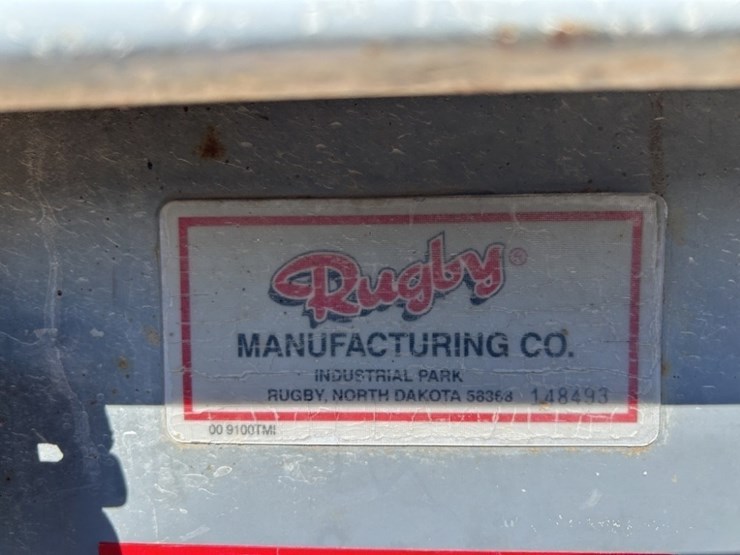 Rugby®
MANUFACTURING CO.
INDUSTRIAL PARK
RUGBY, NORTH DAKOTA 58368 148493
00 9100TMI